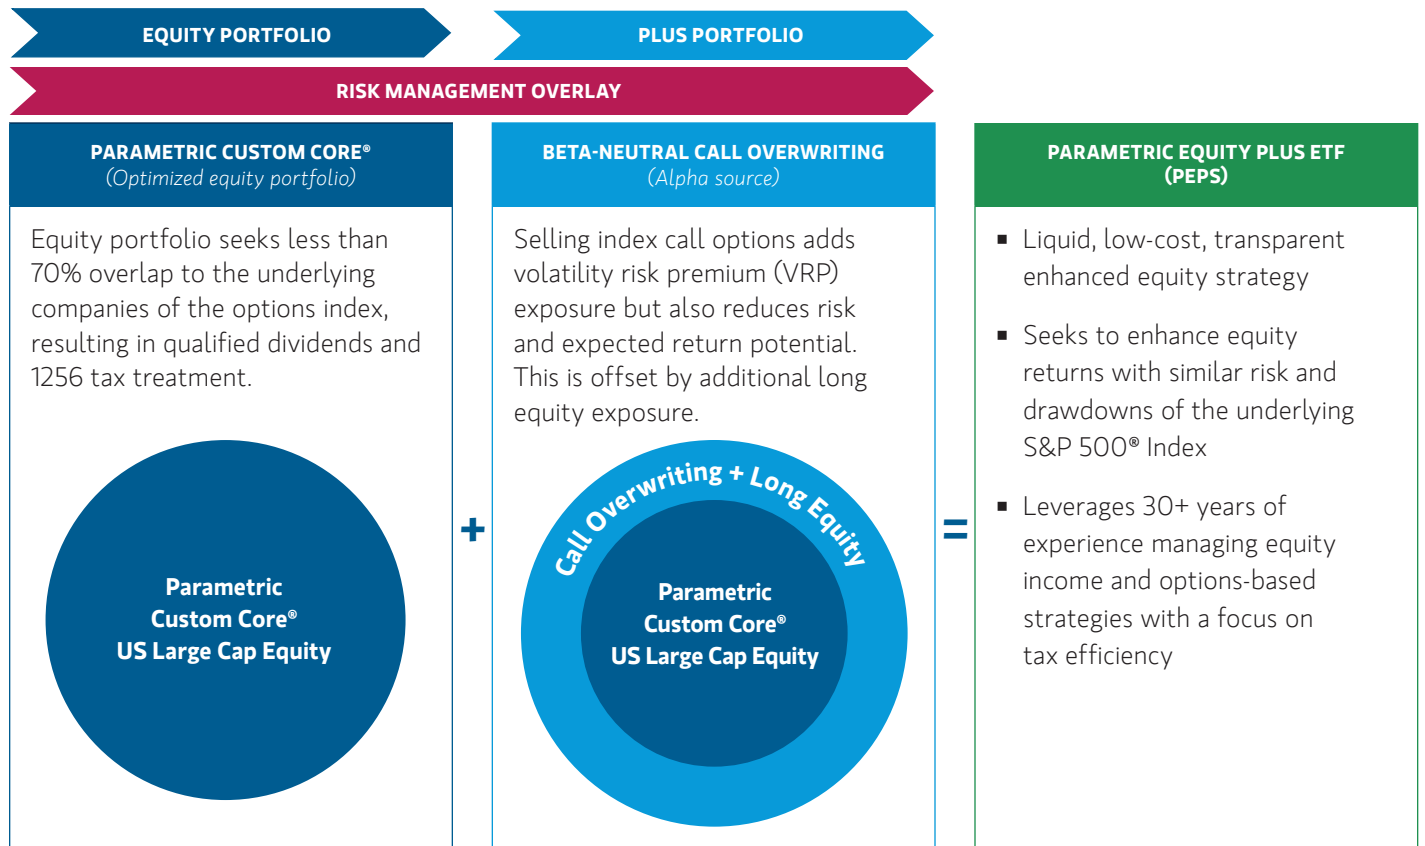 EQUITY PORTFOLIO
PLUS PORTFOLIO
RISK MANAGEMENT OVERLAY
PARAMETRIC CUSTOM CORE®
(Optimized equity portfolio)
Equity portfolio seeks less than
70% overlap to the underlying
companies of the options index,
resulting in qualified dividends and
1256 tax treatment.
Parametric
Custom Core®
US Large Cap Equity
+
BETA-NEUTRAL CALL OVERWRITING
(Alpha source)
Selling index call options adds
volatility risk premium (VRP)
exposure but also reduces risk
and expected return potential.
This is offset by additional long
equity exposure.
Call Overwriting + Long Equity
Parametric
Custom Core®
US Large Cap Equity
=
PARAMETRIC EQUITY PLUS ETF
(PEPS)
▪ Liquid, low-cost, transparent
enhanced equity strategy
▪ Seeks to enhance equity
returns with similar risk and
drawdowns of the underlying
S&P 500® Index
▪ Leverages 30+ years of
experience managing equity
income and options-based
strategies with a focus on
tax efficiency